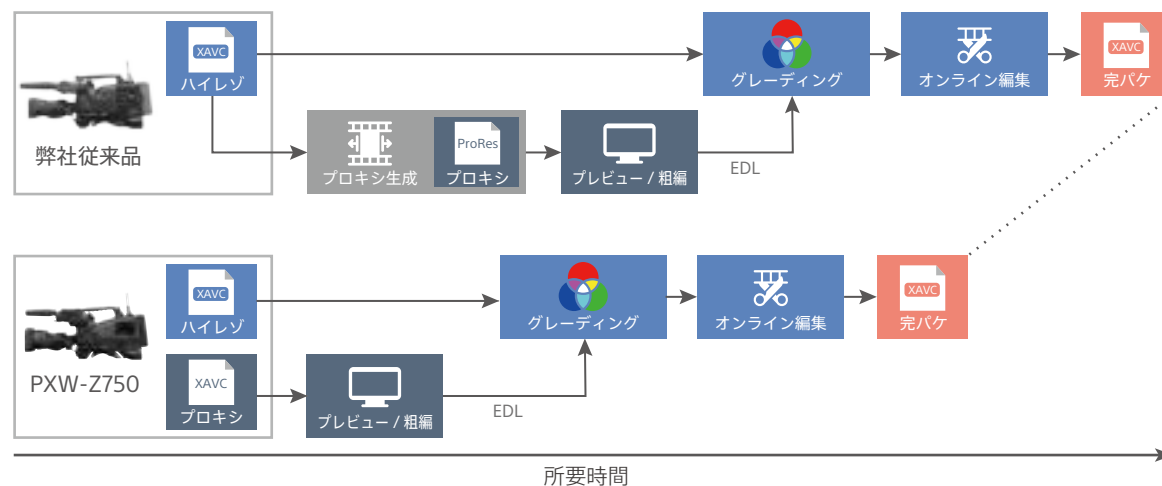 XAVC
ハイレゾ
弊社従来品
プロキシ生成
ProRes
プロキシ
プレビュー / 粗編
EDL
グレーディング
オンライン編集
XAVC
完パケ
XAVC
ハイレゾ
PXW-Z750
XAVC
プロキシ
プレビュー / 粗編
EDL
グレーディング
オンライン編集
XAVC
完パケ
所要時間